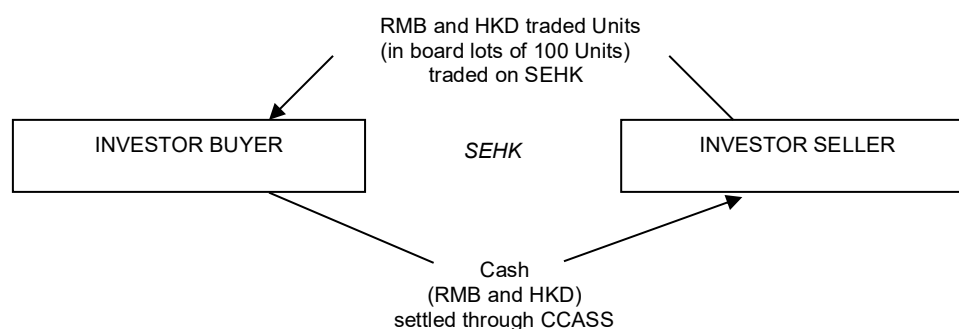 RMB and HKD traded Units
(in board lots of 100 Units)
traded on SEHK
INVESTOR BUYER
SEHK
INVESTOR SELLER
Cash
(RMB and HKD)
settled through CCASS